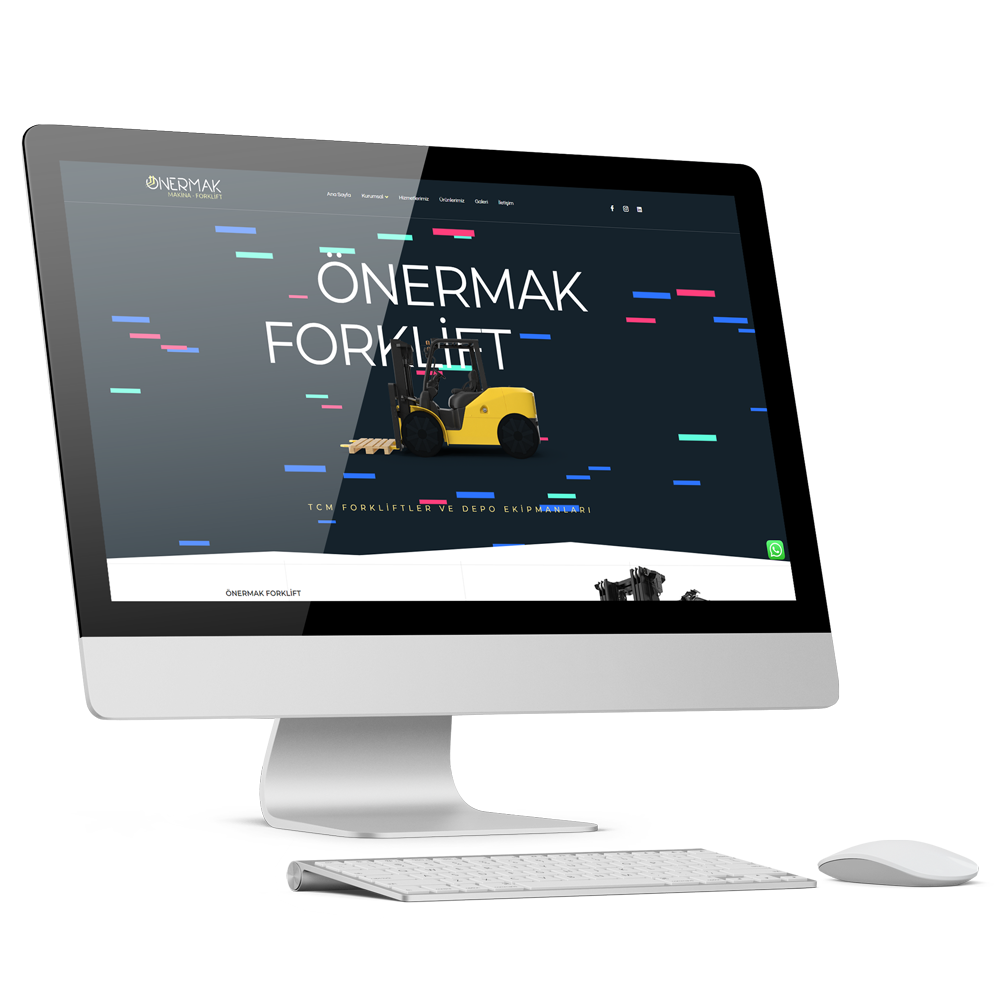 ÖNERMAK
MAKİNA - FORKLİFT
Ana Sayfa Kurumsal Hizmetlerimiz Ürünlerimiz Galeri İletişim
ÖNERMAK
FORKLİFT
TCM FORKLİFTLER VE DEPO EKİPMANLARI
ÖNERMAK FORKLİFT